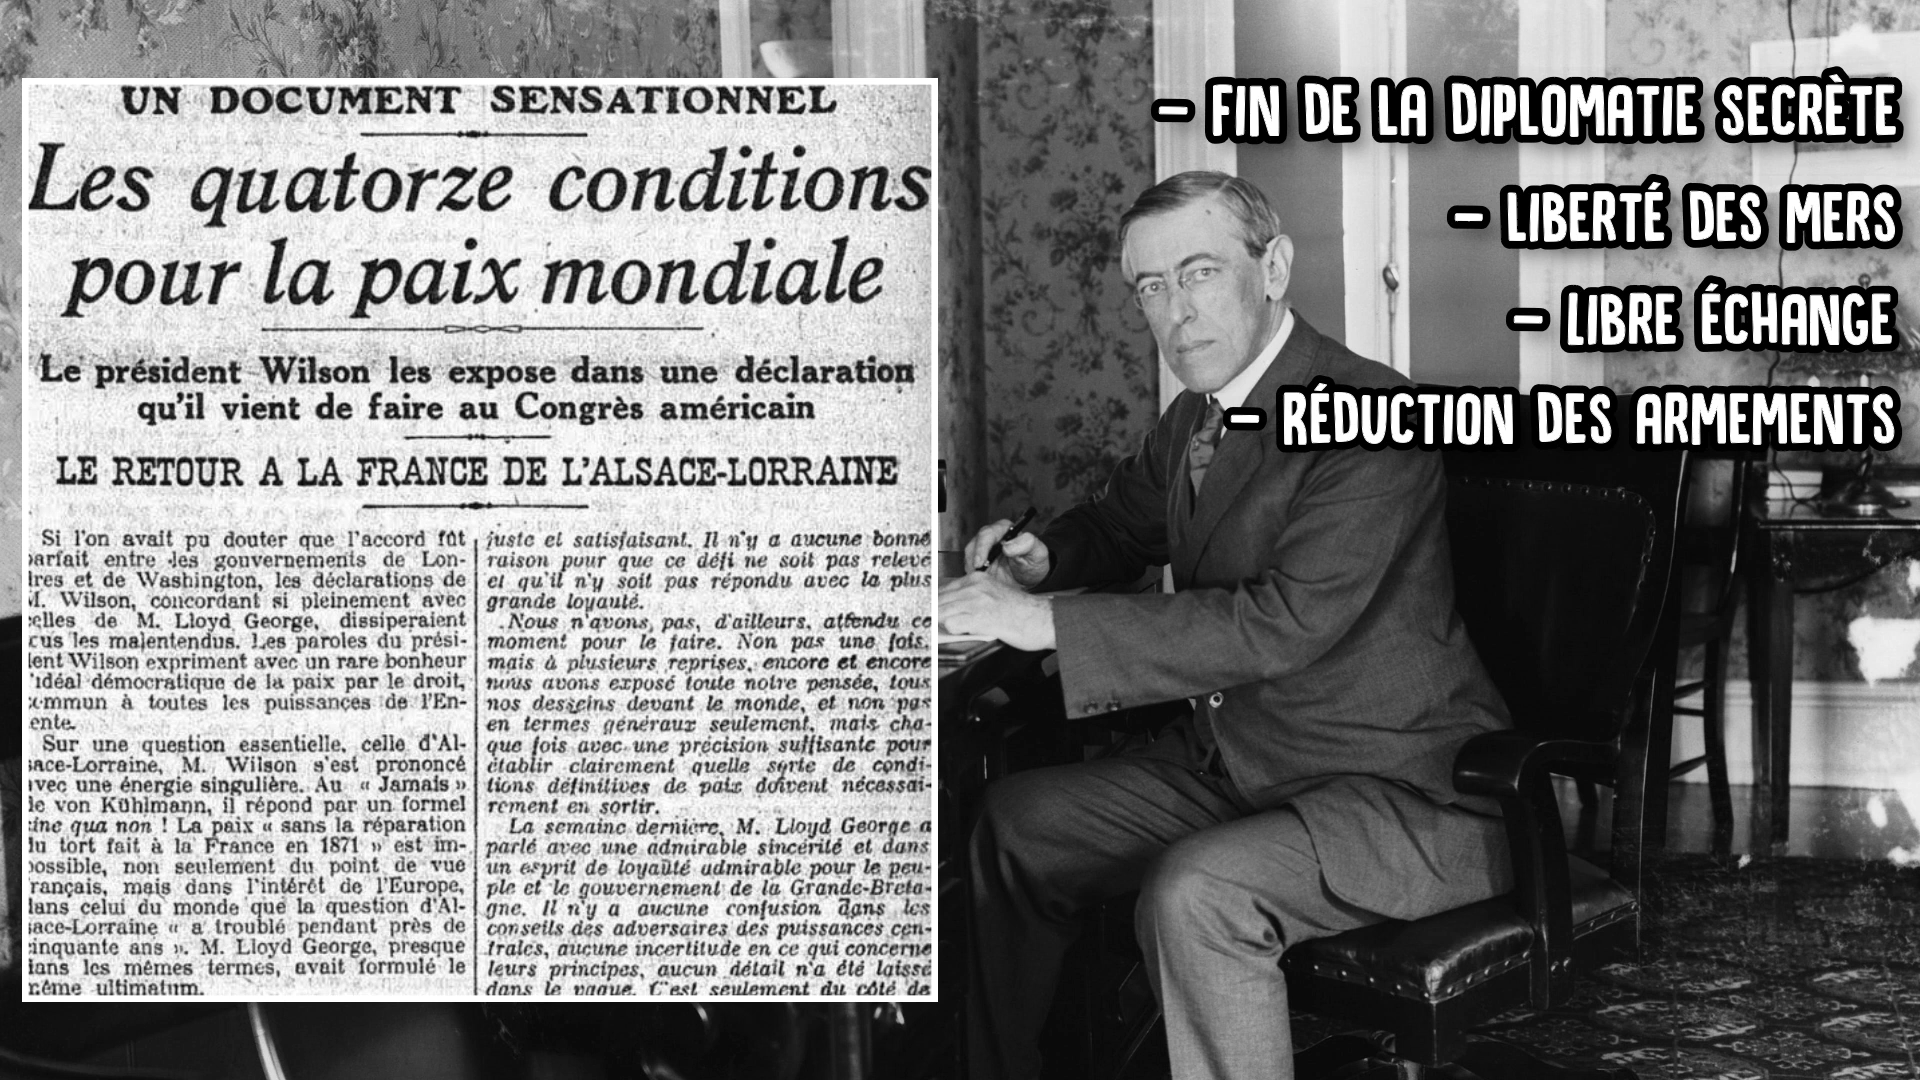 UN DOCUMENT SENSATIONNEL
Les quatorze conditions
pour la paix mondiale
Le président Wilson les expose dans une déclaration
qu'il vient de faire au Congrès américain
LE RETOUR A LA FRANCE DE L'ALSACE-LORRAINE
Si l'on avait pu douter que l'accord fût
parfait entre les gouvernements de Lon-
dres et de Washington, les déclarations de
M. Wilson, concordant si pleinement avec
celles de M. Lloyd George, dissiperaient
tous les malentendus. Les paroles du prési-
dent Wilson expriment avec un rare bonheur
l'idéal démocratique de la paix par le droit,
commun à toutes les puissances de l'En-
tente.
Sur une question essentielle, celle d'Al-
sace-Lorraine, M. Wilson s'est prononcé
avec une énergie singulière. Au « Jamais »
de von Kühlmann, il répond par un formel
sine qua non ! La paix « sans la réparation
du tort fait à la France en 1871 » est im-
possible, non seulement du point de vue
français, mais dans l'intérêt de l'Europe,
dans celui du monde que la question d'Al-
sace-Lorraine « a troublé pendant près de
cinquante ans ». M. Lloyd George, presque
dans les mêmes termes, avait formulé le
même ultimatum.
juste et satisfaisant. Il n'y a aucune bonne
raison pour que ce défi ne soit pas relevé
et qu'il n'y soit pas répondu avec la plus
grande loyauté.
Nous n'avons, pas, d'ailleurs, attendu ce
moment pour le faire. Non pas une fois,
mais à plusieurs reprises, encore et encore
nous avons exposé toute notre pensée, tous
nos desseins devant le monde, et non pas
en termes généraux seulement, mais cha-
que fois avec une précision suffisante pour
établir clairement quelle sorte de condi-
tions définitives de paix doivent nécessai-
rement en sortir.
La semaine dernière, M. Lloyd George a
parlé avec une admirable sincérité et dans
un esprit de loyauté admirable pour le peu-
ple et le gouvernement de la Grande-Breta-
gne. Il n'y a aucune confusion dans les
conseils des adversaires des puissances cen-
trales, aucune incertitude en ce qui concerne
leurs principes, aucun détail n'a été laissé
dans le vague. C'est seulement du côté de
- FIN DE LA DIPLOMATIE SECRÈTE
- LIBERTÉ DES MERS
- LIBRE ÉCHANGE
- RÉDUCTION DES ARMEMENTS